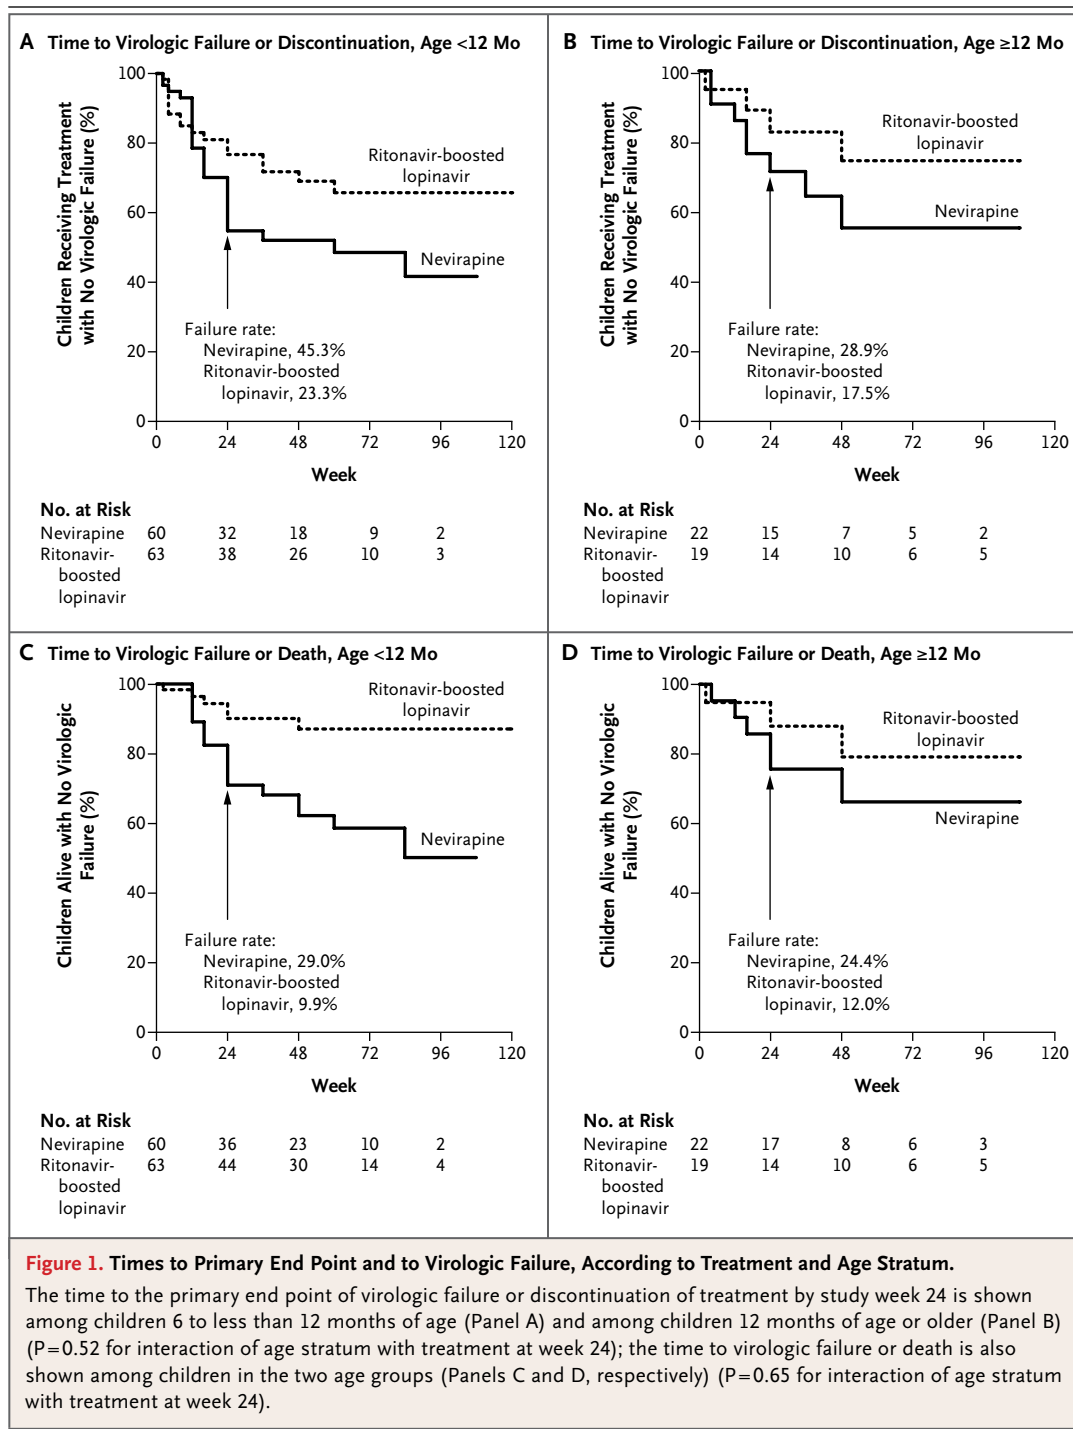 A Time to Virologic Failure or Discontinuation, Age <12 Mo
Children Receiving Treatment
with No Virologic Failure (%)
100
80
60
40
20
0
Ritonavir-boosted
lopinavir
Nevirapine
Failure rate:
Nevirapine, 45.3%
Ritonavir-boosted
lopinavir, 23.3%
0 24 48 72 96 120
Week
No. at Risk
Nevirapine 60 32 18 9 2
Ritonavir- 63 38 26 10 3
boosted
lopinavir
B Time to Virologic Failure or Discontinuation, Age ≥12 Mo
Children Receiving Treatment
with No Virologic Failure (%)
100
80
60
40
20
0
Ritonavir-boosted
lopinavir
Nevirapine
Failure rate:
Nevirapine, 28.9%
Ritonavir-boosted
lopinavir, 17.5%
0 24 48 72 96 120
Week
No. at Risk
Nevirapine 22 15 7 5 2
Ritonavir- 19 14 10 6 5
boosted
lopinavir
C Time to Virologic Failure or Death, Age <12 Mo
Children Alive with No Virologic
Failure (%)
100
80
60
40
20
0
Ritonavir-boosted
lopinavir
Nevirapine
Failure rate:
Nevirapine, 29.0%
Ritonavir-boosted
lopinavir, 9.9%
0 24 48 72 96 120
Week
No. at Risk
Nevirapine 60 36 23 10 2
Ritonavir- 63 44 30 14 4
boosted
lopinavir
D Time to Virologic Failure or Death, Age ≥12 Mo
Children Alive with No Virologic
Failure (%)
100
80
60
40
20
0
Ritonavir-boosted
lopinavir
Nevirapine
Failure rate:
Nevirapine, 24.4%
Ritonavir-boosted
lopinavir, 12.0%
0 24 48 72 96 120
Week
No. at Risk
Nevirapine 22 17 8 6 3
Ritonavir- 19 14 10 6 5
boosted
lopinavir
Figure 1. Times to Primary End Point and to Virologic Failure, According to Treatment and Age Stratum.
The time to the primary end point of virologic failure or discontinuation of treatment by study week 24 is shown
among children 6 to less than 12 months of age (Panel A) and among children 12 months of age or older (Panel B)
(P=0.52 for interaction of age stratum with treatment at week 24); the time to virologic failure or death is also
shown among children in the two age groups (Panels C and D, respectively) (P=0.65 for interaction of age stratum
with treatment at week 24).